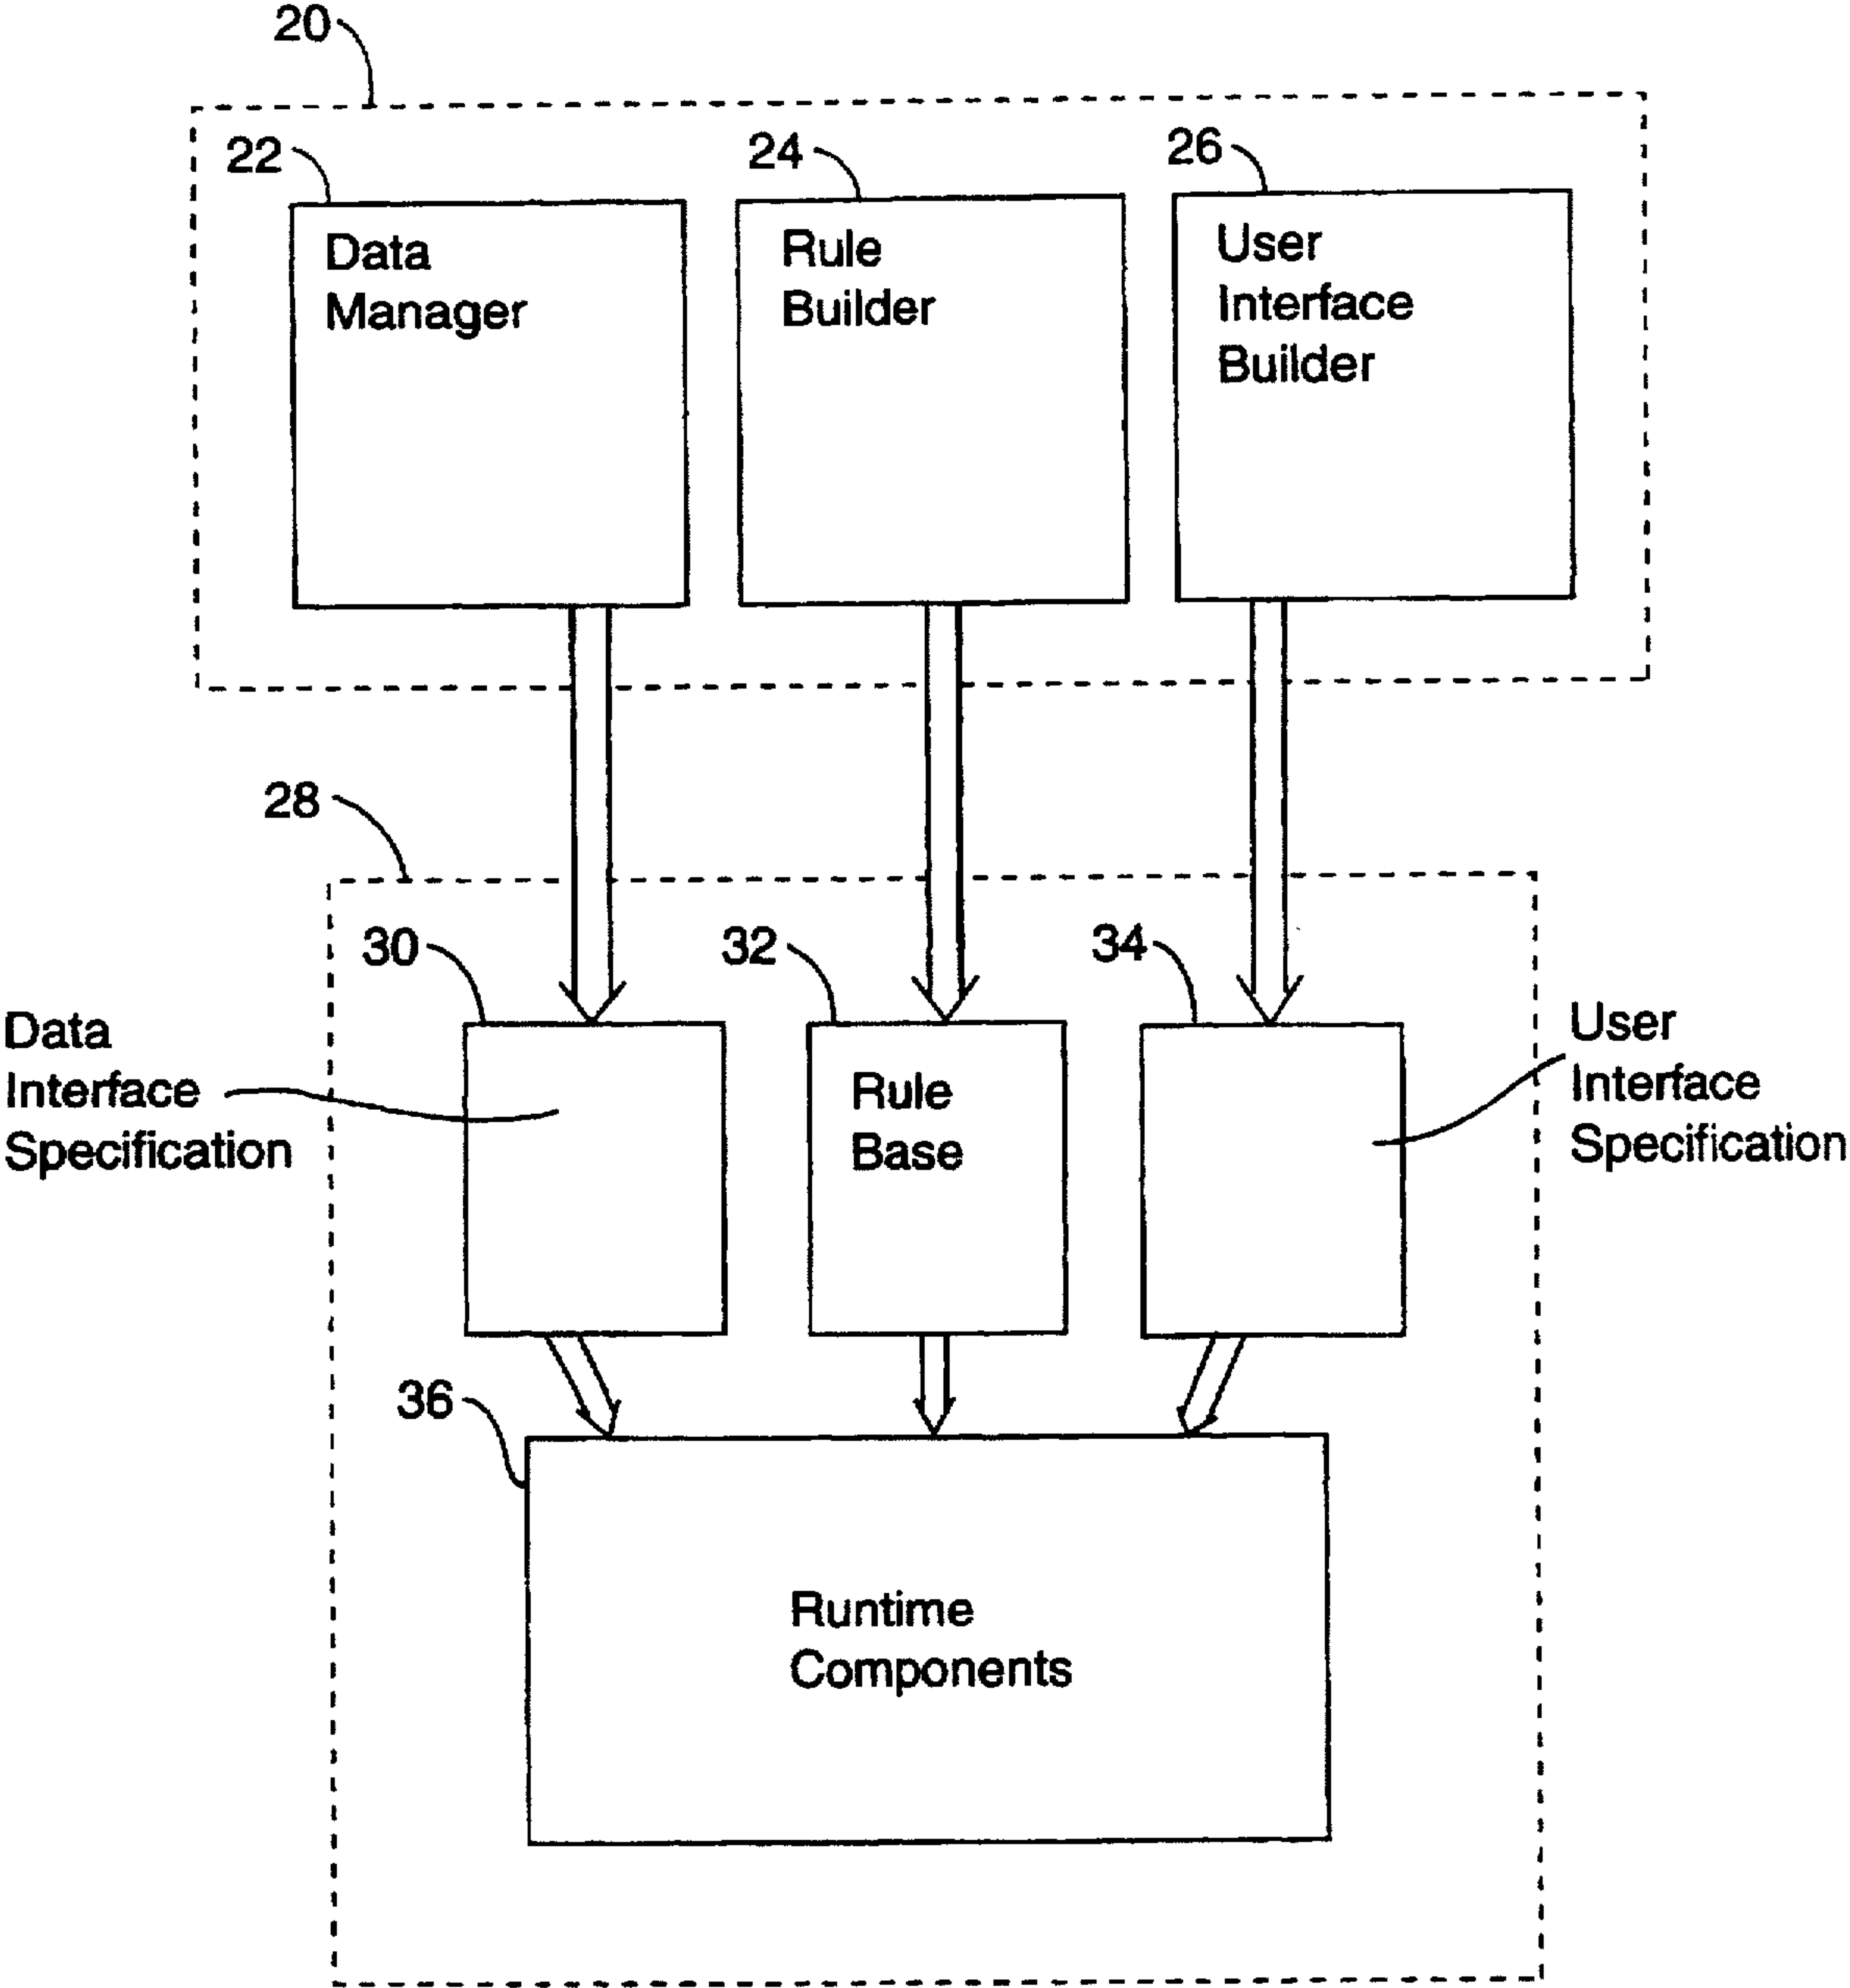 20
22
24
26
Data
Manager
Rule
Builder
User
Interface
Builder
28
30
32
34
Data
Interface
Specification
Rule
Base
User
Interface
Specification
36
Runtime
Components